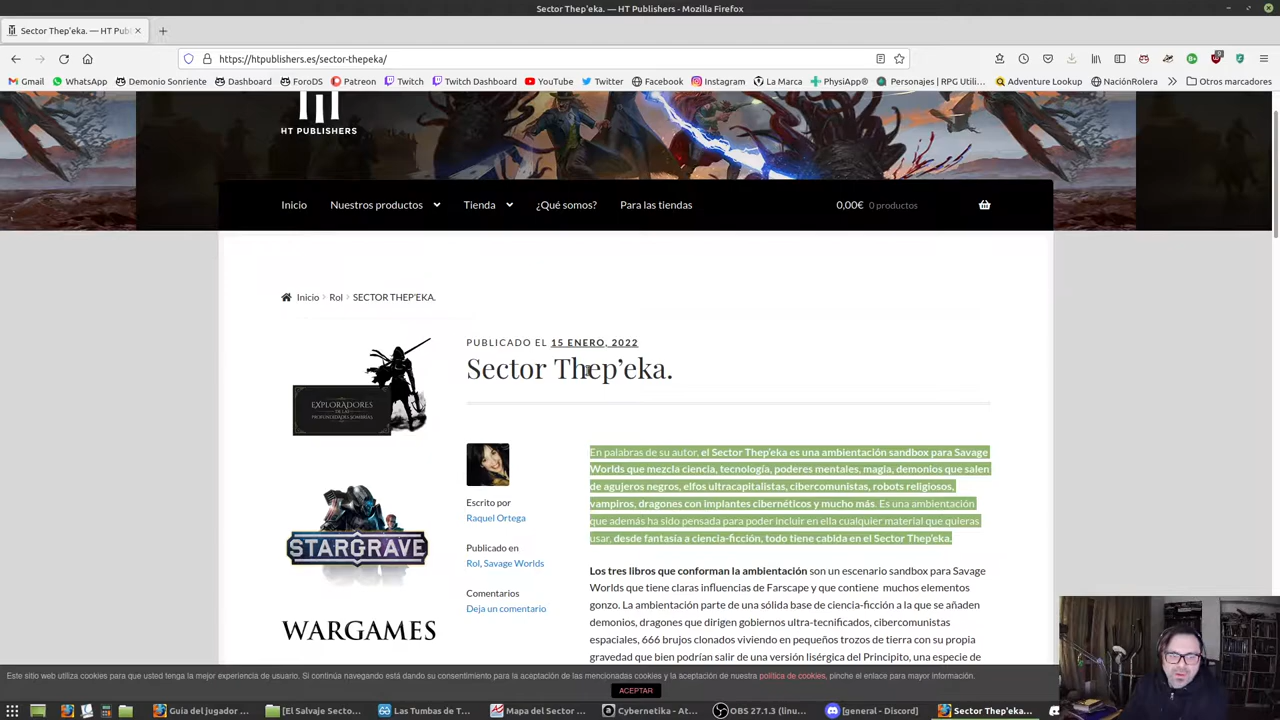 Sector Thep'eka. — HT Publishers - Mozilla Firefox
Sector Thep'eka. — HT Publ
https://htpublishers.es/sector-thepeka/
Gmail WhatsApp Demonio Sonriente Dashboard ForoDS Patreon Twitch Twitch Dashboard YouTube Twitter Facebook Instagram La Marca PhysiApp® Personajes | RPG Utili... Adventure Lookup NaciónRolera Otros marcadores
HT PUBLISHERS
Inicio Nuestros productos Tienda ¿Qué somos? Para las tiendas 0,00€ 0 productos
Inicio Rol SECTOR THEP'EKA.
PUBLICADO EL 15 ENERO, 2022
Sector Thep’eka.
EXPLORADORES
DE LAS
PROFUNDIDADES SOMBRÍAS
En palabras de su autor, el Sector Thep’eka es una ambientación sandbox para Savage
Worlds que mezcla ciencia, tecnología, poderes mentales, magia, demonios que salen
de agujeros negros, elfos ultracapitalistas, cibercomunistas, robots religiosos,
vampiros, dragones con implantes cibernéticos y mucho más. Es una ambientación
que además ha sido pensada para poder incluir en ella cualquier material que quieras
usar, desde fantasía a ciencia-ficción, todo tiene cabida en el Sector Thep’eka.
Escrito por
Raquel Ortega
Publicado en
Rol, Savage Worlds
Comentarios
Deja un comentario
STARGRAVE
WARGAMES
Los tres libros que conforman la ambientación son un escenario sandbox para Savage
Worlds que tiene claras influencias de Farscape y que contiene muchos elementos
gonzo. La ambientación parte de una sólida base de ciencia-ficción a la que se añaden
demonios, dragones que dirigen gobiernos ultra-tecnificados, cibercomunistas
espaciales, 666 brujos clonados viviendo en pequeños trozos de tierra con su propia
gravedad que bien podrían salir de una versión lisérgica del Principito, una especie de
Este sitio web utiliza cookies para que usted tenga la mejor experiencia de usuario. Si continúa navegando está dando su consentimiento para la aceptación de las mencionadas cookies y la aceptación de nuestra política de cookies, pinche el enlace para mayor información.
ACEPTAR
Guía del jugador ... [El Salvaje Secto... Las Tumbas de T... Mapa del Sector ... Cybernetika - At... OBS 27.1.3 (linu... [general - Discord] Sector Thep'eka...